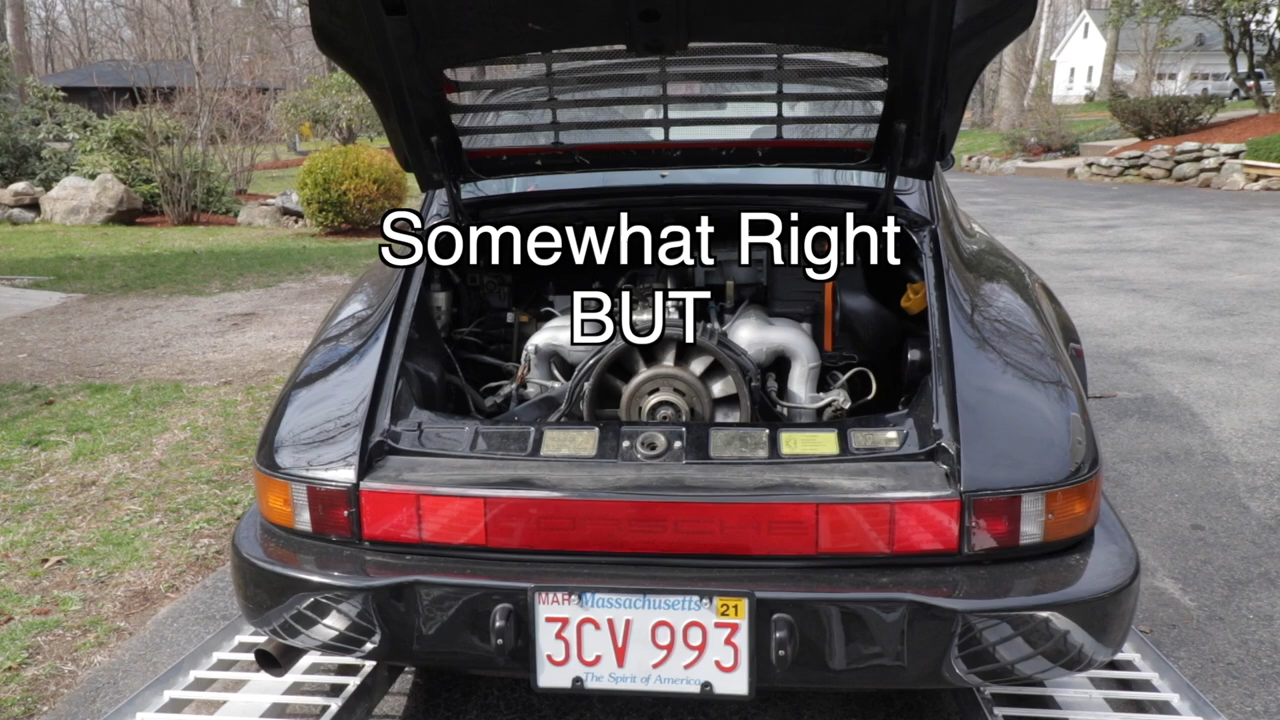 Somewhat Right
BUT
PORSCHE
MAR Massachusetts 21
3CV 993
The Spirit of America